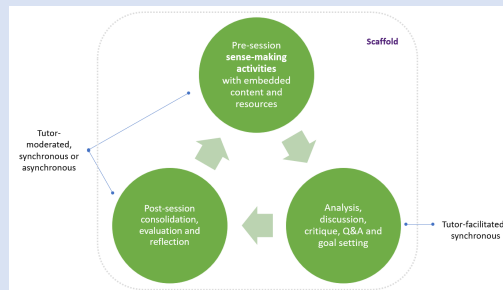 Scaffold
Pre-session
sense-making
activities
with embedded
content and
resources
Tutor-
moderated,
synchronous or
asynchronous
Post-session
consolidation,
evaluation and
reflection
Analysis,
discussion,
critique, Q&A and
goal setting
Tutor-facilitated
synchronous